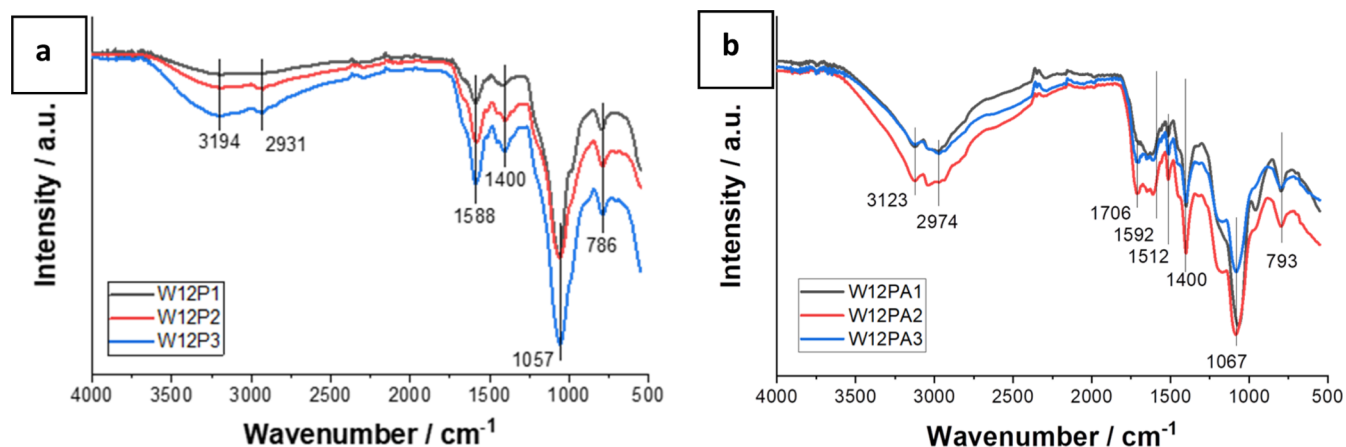 a
Intensity / a.u.
3194
2931
1588
1400
1057
786
W12P1
W12P2
W12P3
4000
3500
3000
2500
2000
1500
1000
500
Wavenumber / cm-1
b
Intensity / a.u.
3123
2974
1706
1592
1512
1400
1067
793
W12PA1
W12PA2
W12PA3
4000
3500
3000
2500
2000
1500
1000
500
Wavenumber / cm-1